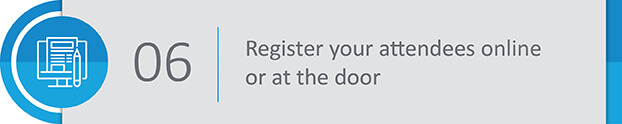 06
Register your attendees online
or at the door